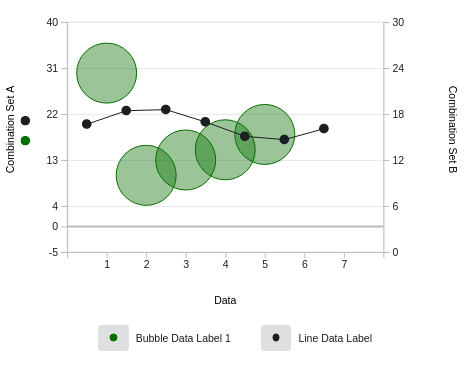 40
31
22
13
4
0
-5
30
24
18
12
6
0
Combination Set A
Combination Set B
1 2 3 4 5 6 7
Data
Bubble Data Label 1
Line Data Label